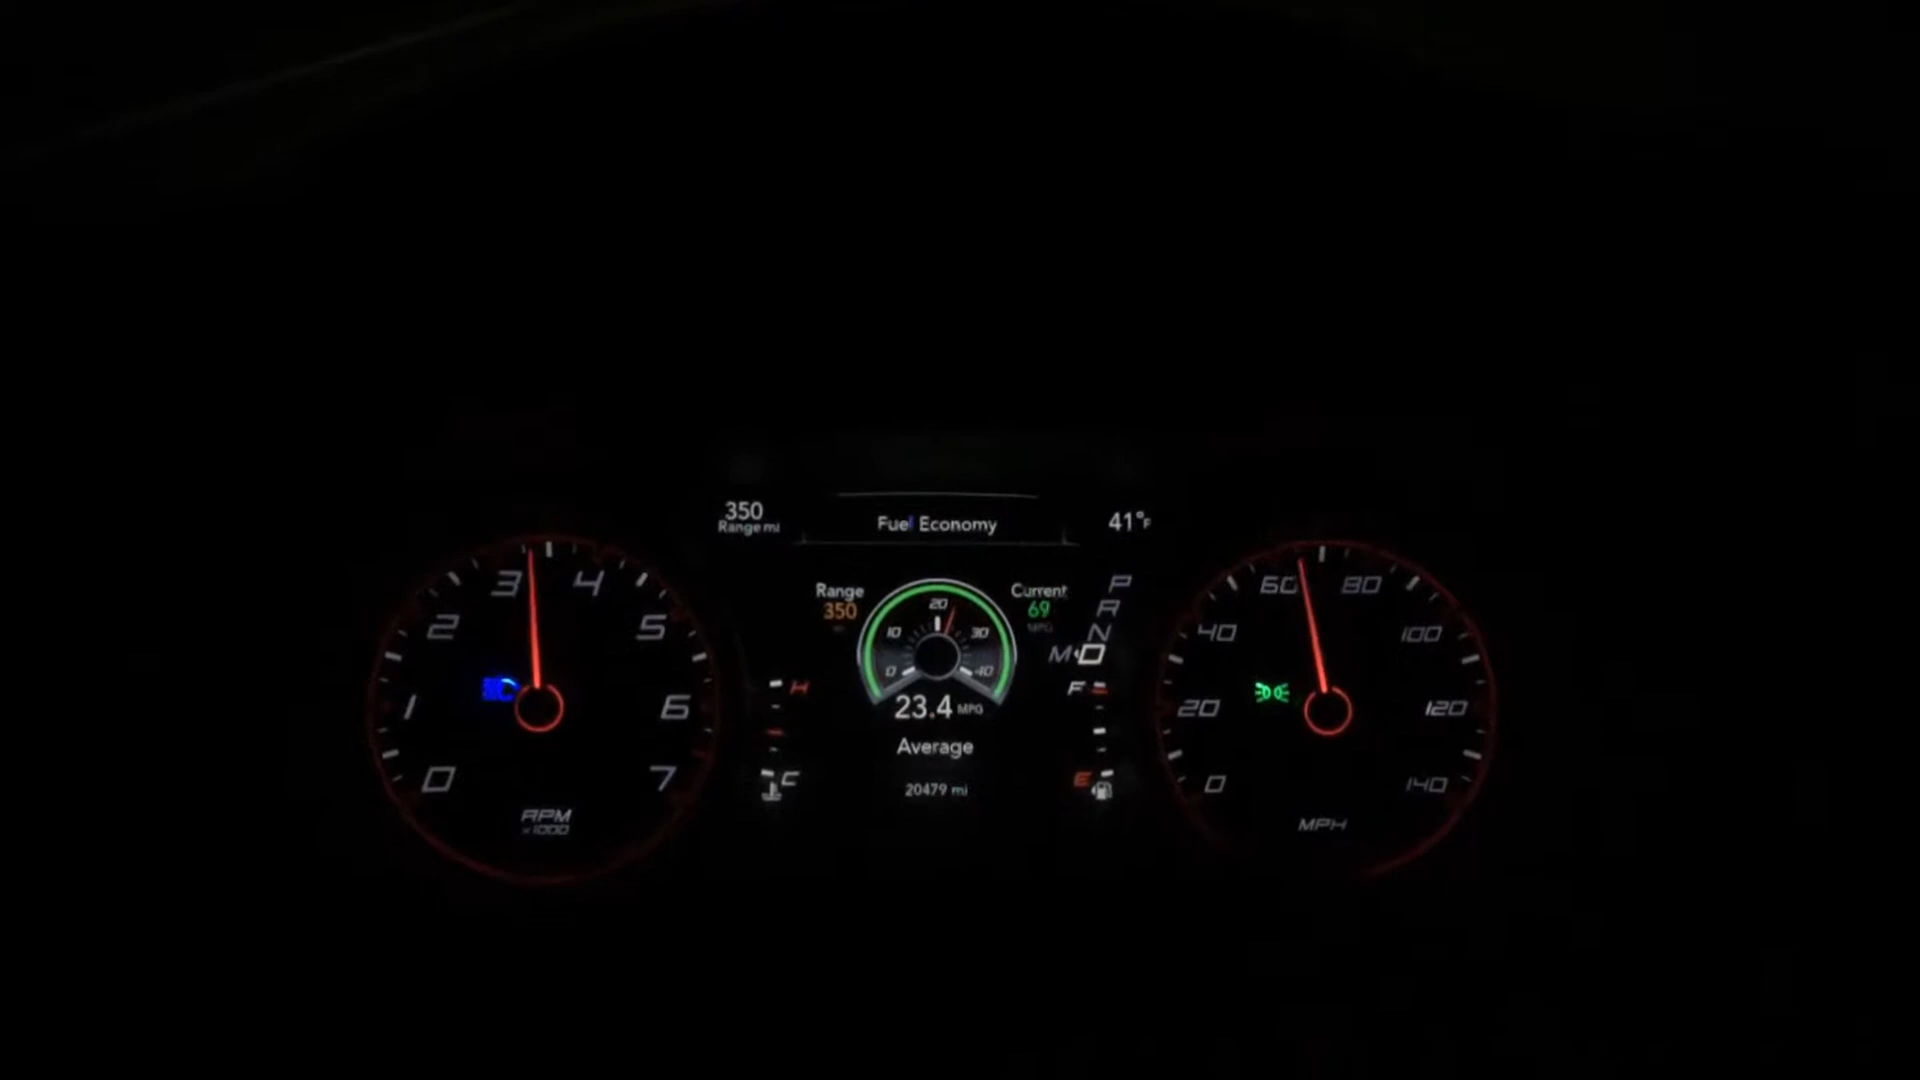 350
Range mi
Fuel Economy
41°F
0
1
2
3
4
5
6
7
RPM
x1000
Range
350
Current
69
MPG
0
10
20
30
40
23.4 MPG
Average
20479 mi
H
C
P
R
N
M D
F
E
0
20
40
60
80
100
120
140
MPH